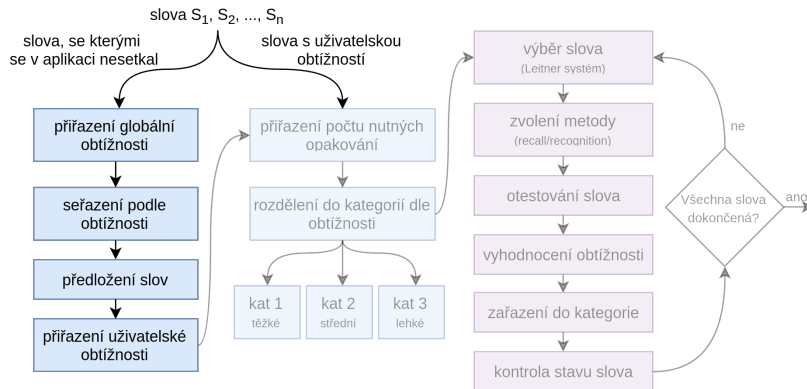 slova S1, S2, ..., Sn
slova, se kterými
se v aplikaci nesetkal
slova s uživatelskou
obtížností
přiřazení globální
obtížnosti
seřazení podle
obtížnosti
předložení slov
přiřazení uživatelské
obtížnosti
přiřazení počtu nutných
opakování
rozdělení do kategorií dle
obtížnosti
kat 1
těžké
kat 2
střední
kat 3
lehké
výběr slova
(Leitner systém)
zvolení metody
(recall/recognition)
otestování slova
vyhodnocení obtížnosti
zařazení do kategorie
kontrola stavu slova
ne
Všechna slova
dokončená?
ano